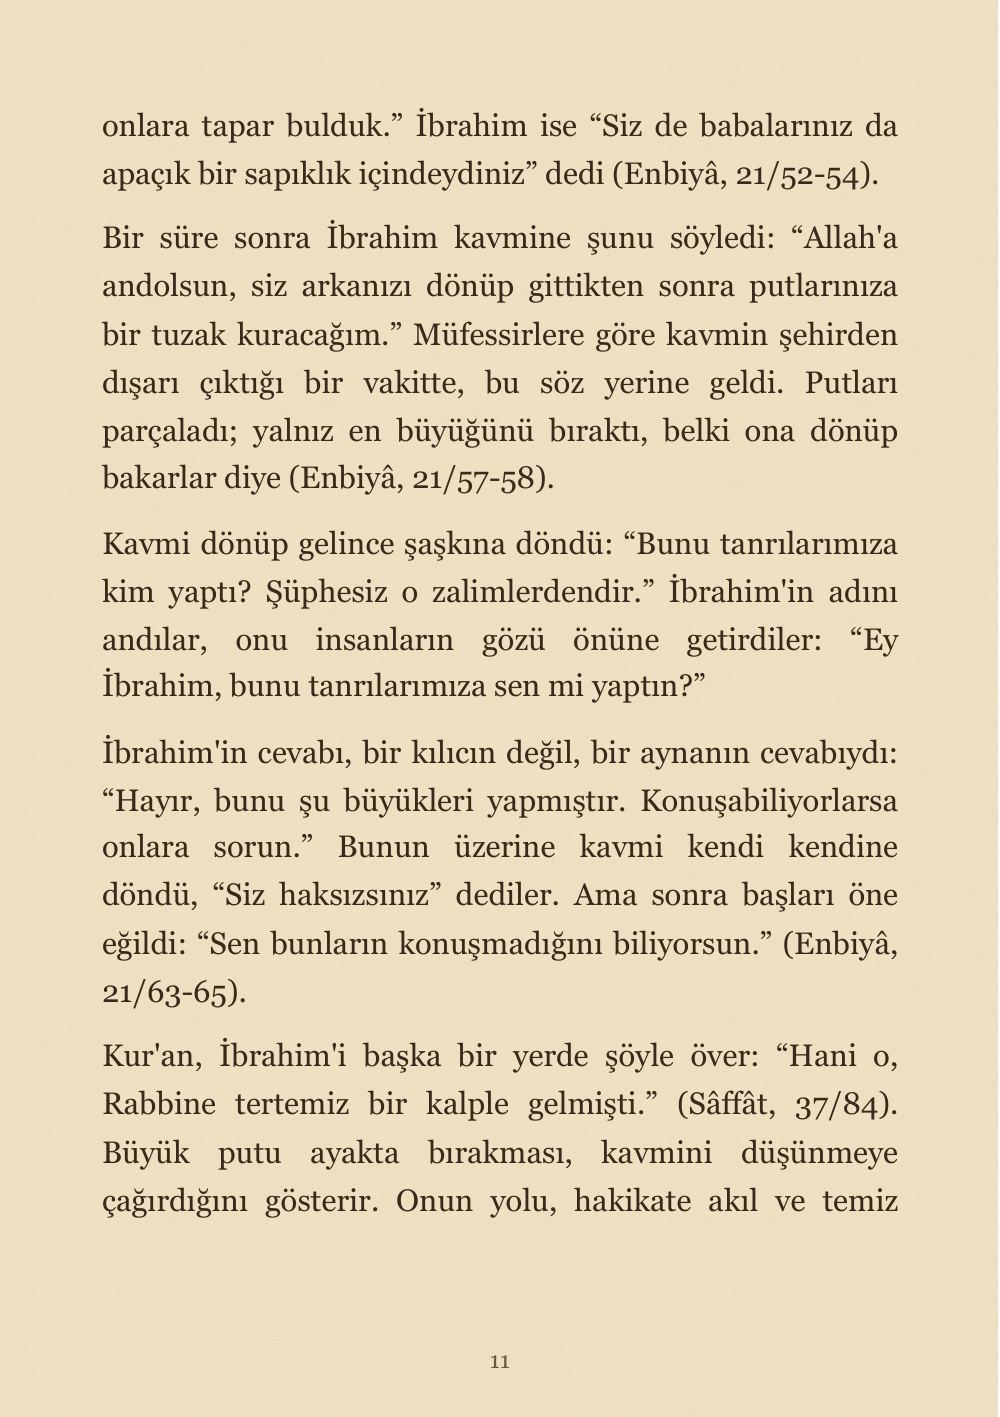 onlara tapar bulduk.” İbrahim ise “Siz de babalarınız da
apaçık bir sapıklık içindeydiniz” dedi (Enbiyâ, 21/52-54).
Bir süre sonra İbrahim kavmine şunu söyledi: “Allah'a
andolsun, siz arkanızı dönüp gittikten sonra putlarınıza
bir tuzak kuracağım.” Müfessirlere göre kavmin şehirden
dışarı çıktığı bir vakitte, bu söz yerine geldi. Putları
parçaladı; yalnız en büyüğünü bıraktı, belki ona dönüp
bakarlar diye (Enbiyâ, 21/57-58).
Kavmi dönüp gelince şaşkına döndü: “Bunu tanrılarımıza
kim yaptı? Şüphesiz o zalimlerdendir.” İbrahim'in adını
andılar, onu insanların gözü önüne getirdiler: “Ey
İbrahim, bunu tanrılarımıza sen mi yaptın?”
İbrahim'in cevabı, bir kılıcın değil, bir aynanın cevabıydı:
“Hayır, bunu şu büyükleri yapmıştır. Konuşabiliyorlarsa
onlara sorun.” Bunun üzerine kavmi kendi kendine
döndü, “Siz haksızsınız” dediler. Ama sonra başları öne
eğildi: “Sen bunların konuşmadığını biliyorsun.” (Enbiyâ,
21/63-65).
Kur'an, İbrahim'i başka bir yerde şöyle över: “Hani o,
Rabbine tertemiz bir kalple gelmişti.” (Sâffât, 37/84).
Büyük putu ayakta bırakması, kavmini düşünmeye
çağırdığını gösterir. Onun yolu, hakikate akıl ve temiz
11